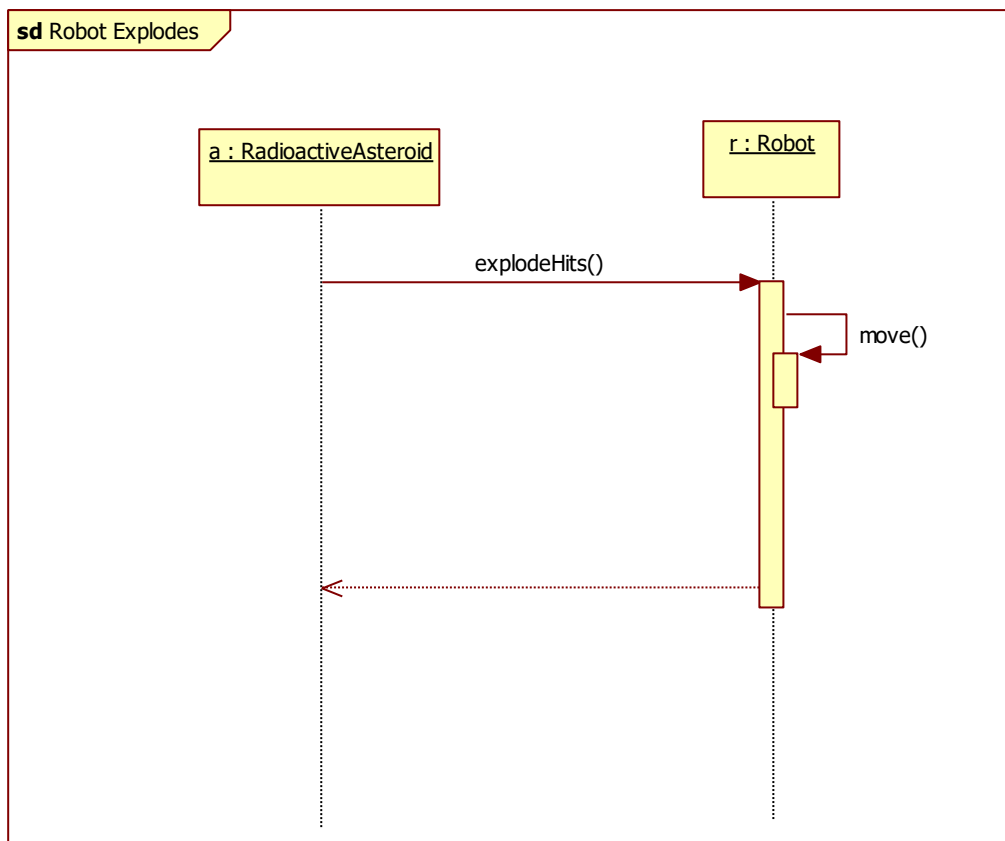 sd Robot Explodes
a : RadioactiveAsteroid
r : Robot
explodeHits()
move()